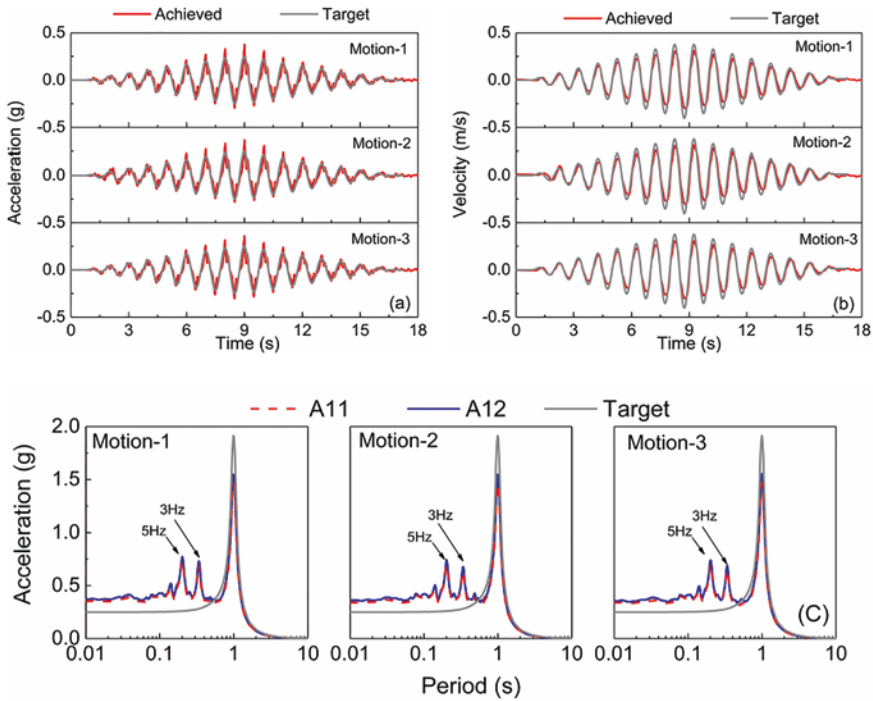 Achieved Target
Achieved Target
0.5
0.0
-0.5
0.0
-0.5
0.0
-0.5
Acceleration (g)
Motion-1
Motion-2
Motion-3
(a)
0 3 6 9 12 15 18
Time (s)
0.5
0.0
-0.5
0.0
-0.5
0.0
-0.5
Velocity (m/s)
Motion-1
Motion-2
Motion-3
(b)
0 3 6 9 12 15 18
Time (s)
A11 A12 Target
2.0
1.5
1.0
0.5
0.0
Acceleration (g)
Motion-1
3Hz
5Hz
Motion-2
3Hz
5Hz
Motion-3
3Hz
5Hz
(C)
0.01 0.1 1 10
0.01 0.1 1 10
0.01 0.1 1 10
Period (s)